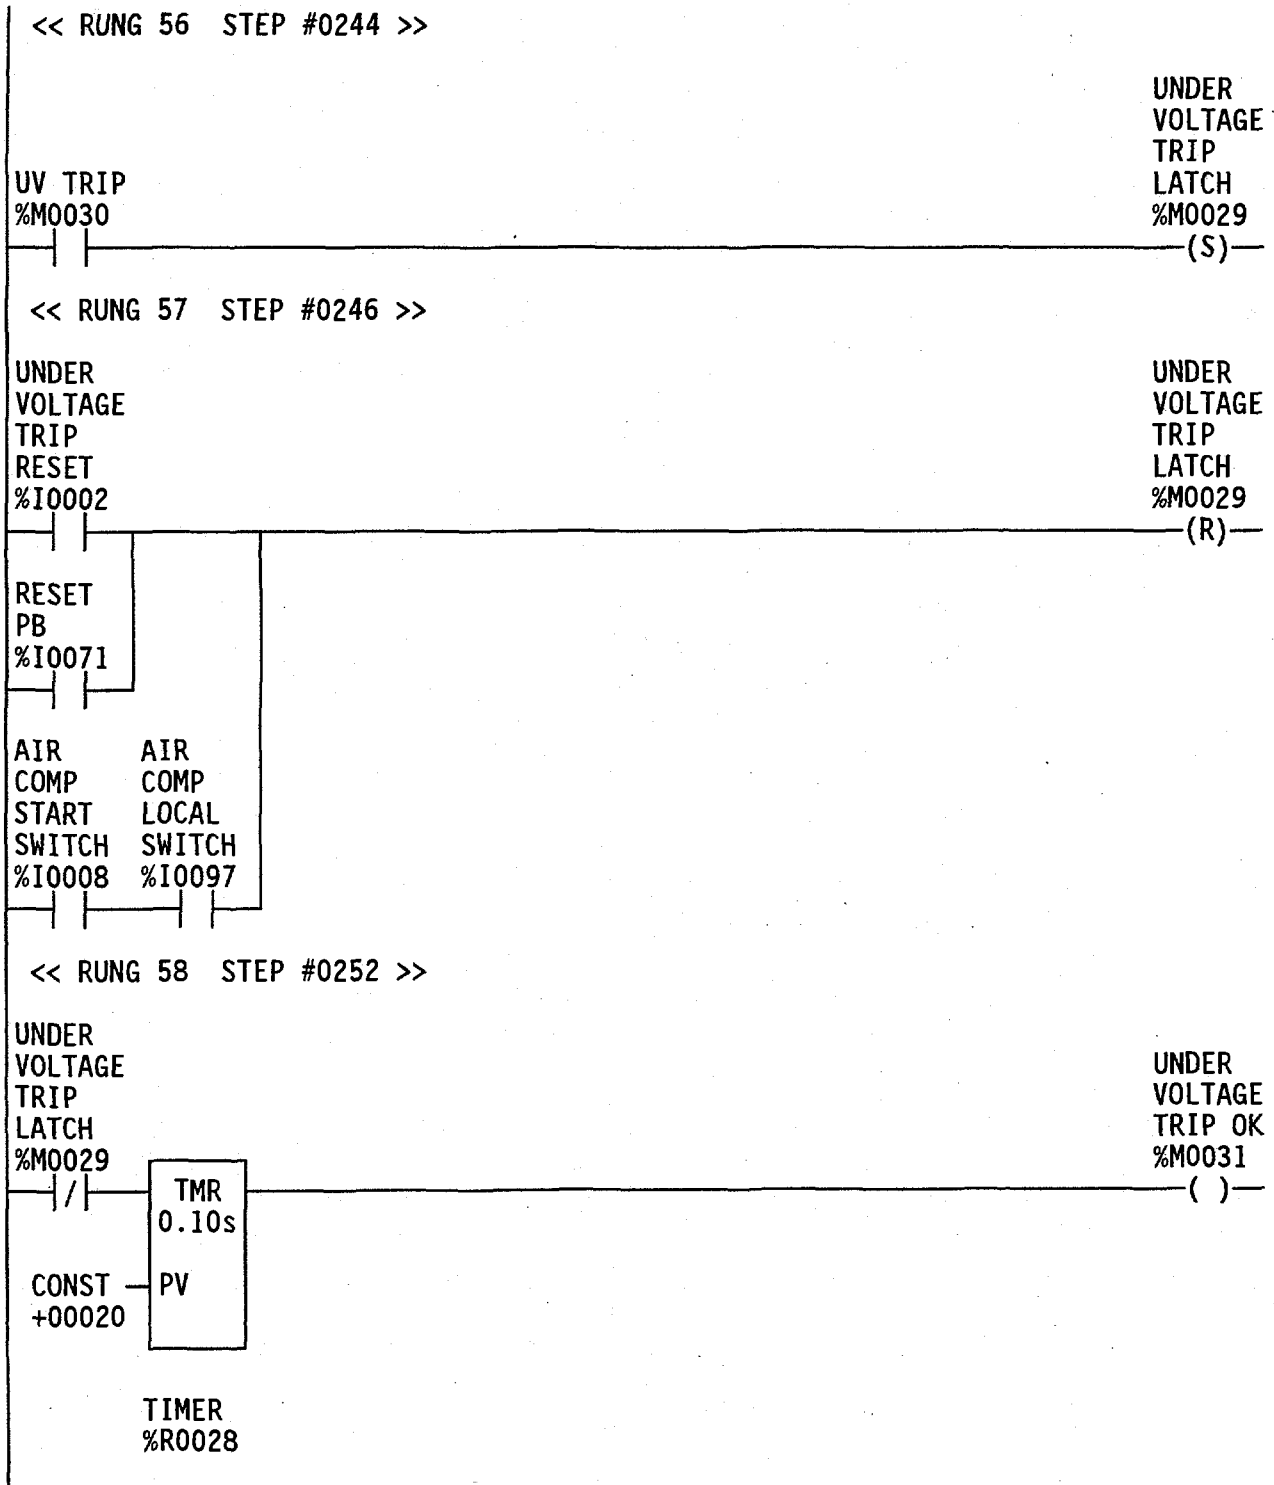 << RUNG 56  STEP #0244 >>
UNDER
VOLTAGE
TRIP
LATCH
%M0029
UV TRIP
%M0030
(S)
<< RUNG 57  STEP #0246 >>
UNDER
VOLTAGE
TRIP
RESET
%I0002
UNDER
VOLTAGE
TRIP
LATCH
%M0029
(R)
RESET
PB
%I0071
AIR
COMP
START
SWITCH
%I0008
AIR
COMP
LOCAL
SWITCH
%I0097
<< RUNG 58  STEP #0252 >>
UNDER
VOLTAGE
TRIP
LATCH
%M0029
/
TMR
0.10s
UNDER
VOLTAGE
TRIP OK
%M0031
( )
CONST
+00020
PV
TIMER
%R0028